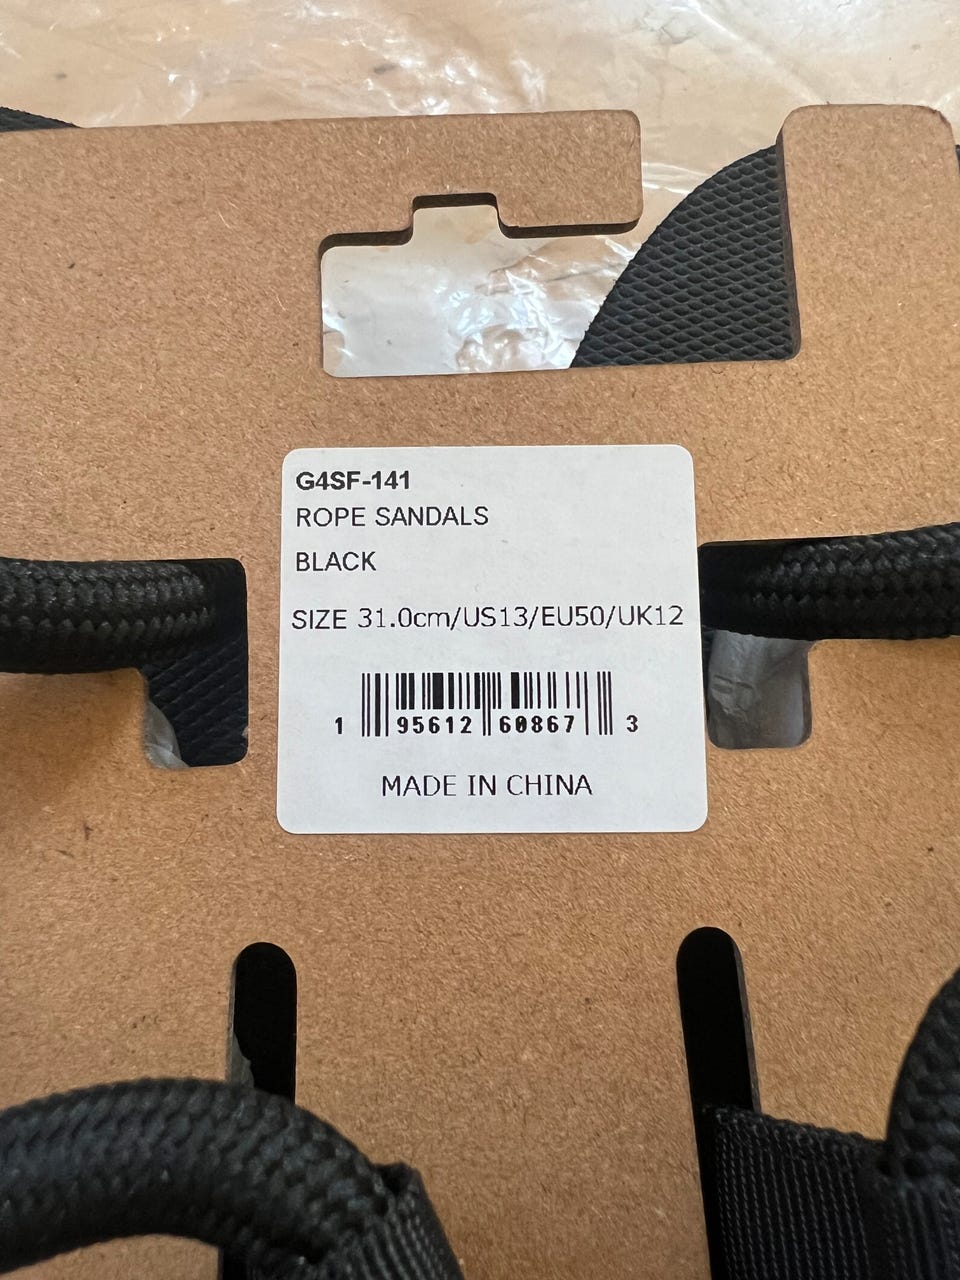 G4SF-141
ROPE SANDALS
BLACK
SIZE 31.0cm/US13/EU50/UK12
1 95612 60867 3
MADE IN CHINA